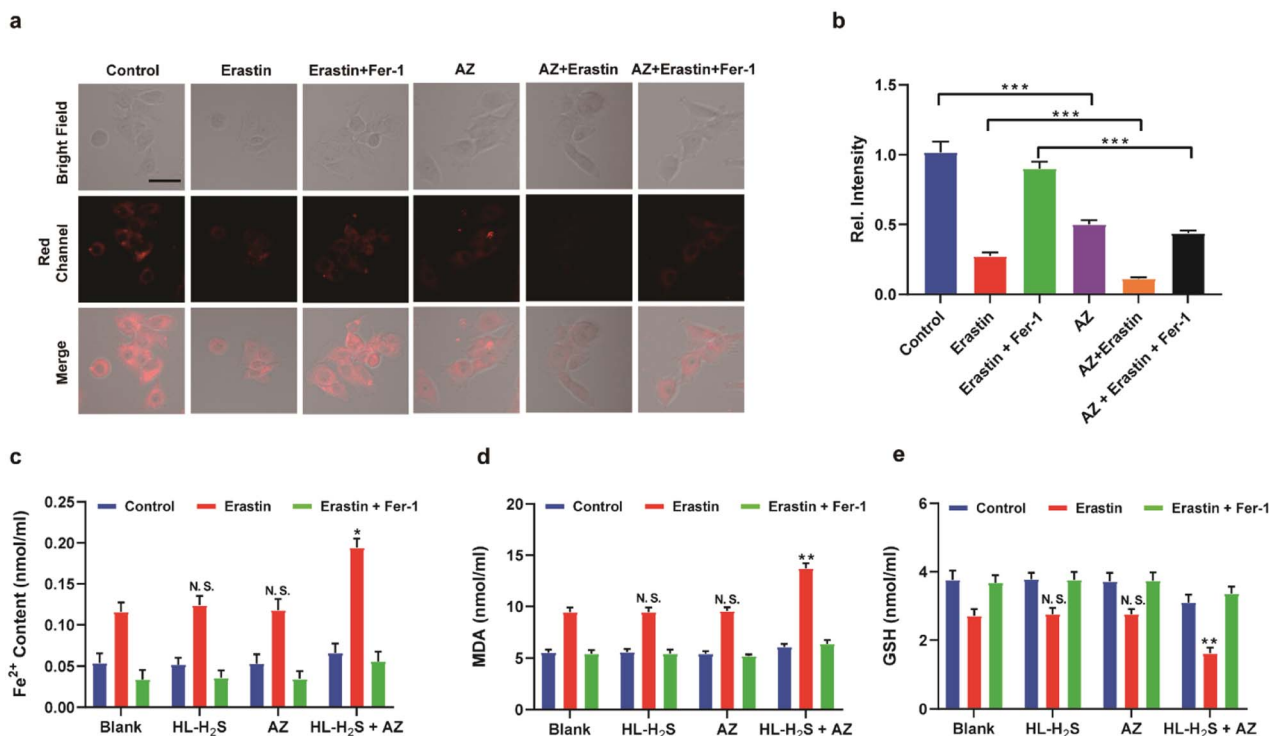 a
Control Erastin Erastin+Fer-1 AZ AZ+Erastin AZ+Erastin+Fer-1
Bright Field
Red
Channel
Merge
b
Rel. Intensity
1.5
1.0
0.5
0.0
***
***
***
Control
Erastin
Erastin + Fer-1
AZ
AZ+Erastin
AZ + Erastin + Fer-1
c
Control Erastin Erastin + Fer-1
Fe²⁺ Content (nmol/ml)
0.25
0.20
0.15
0.10
0.05
0.00
N.S.
N.S.
*
Blank HL-H₂S AZ HL-H₂S + AZ
d
Control Erastin Erastin + Fer-1
MDA (nmol/ml)
20
15
10
5
0
N.S.
N.S.
**
Blank HL-H₂S AZ HL-H₂S + AZ
e
Control Erastin Erastin + Fer-1
GSH (nmol/ml)
6
4
2
0
N.S.
N.S.
**
Blank HL-H₂S AZ HL-H₂S + AZ